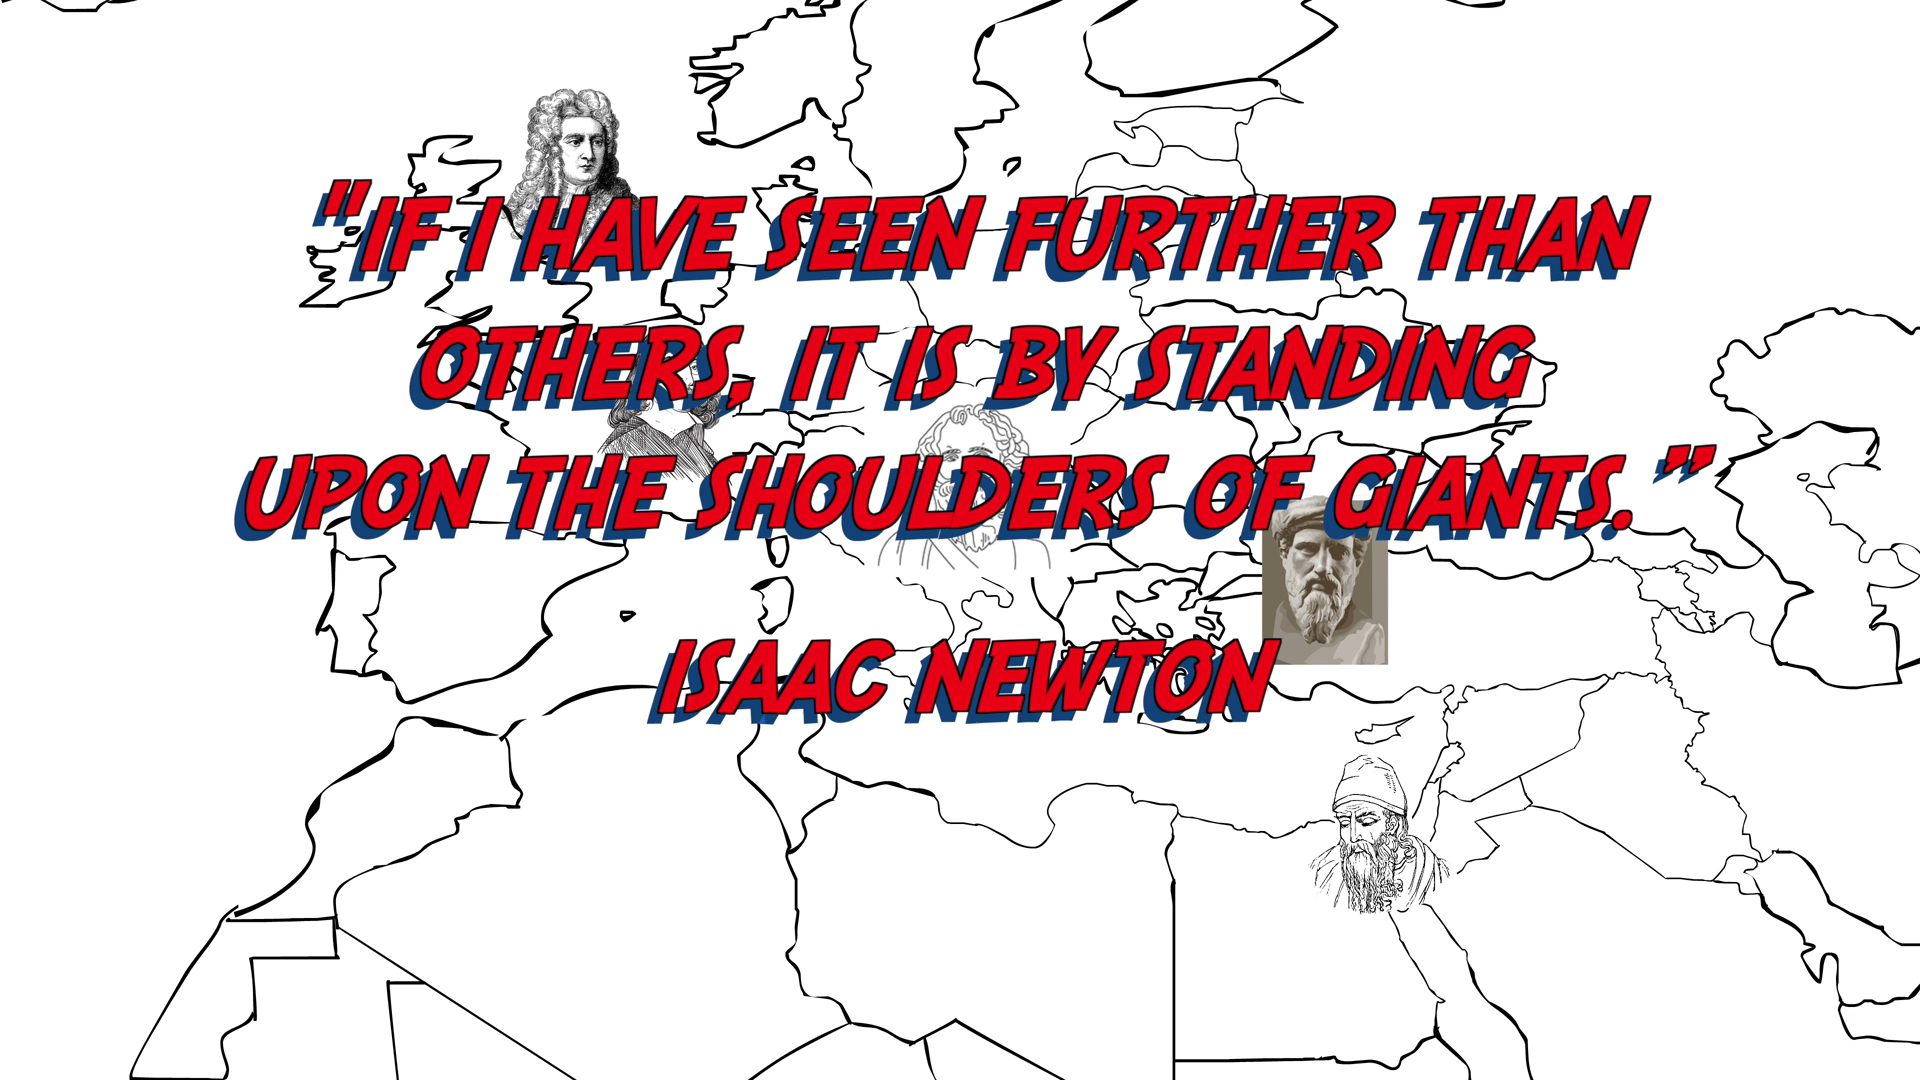 "IF I HAVE SEEN FURTHER THAN
OTHERS, IT IS BY STANDING
UPON THE SHOULDERS OF GIANTS."
ISAAC NEWTON